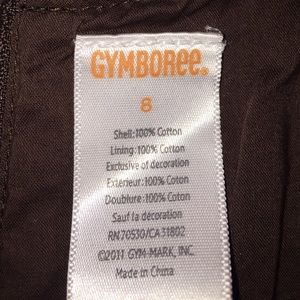 GYMBOREE®
6
Shell: 100% Cotton
Lining: 100% Cotton
Exclusive of decoration
Extérieur: 100% Coton
Doublure: 100% Coton
Sauf la décoration
RN 70530/CA 31802
©2011 GYM-MARK, INC.
Made in China